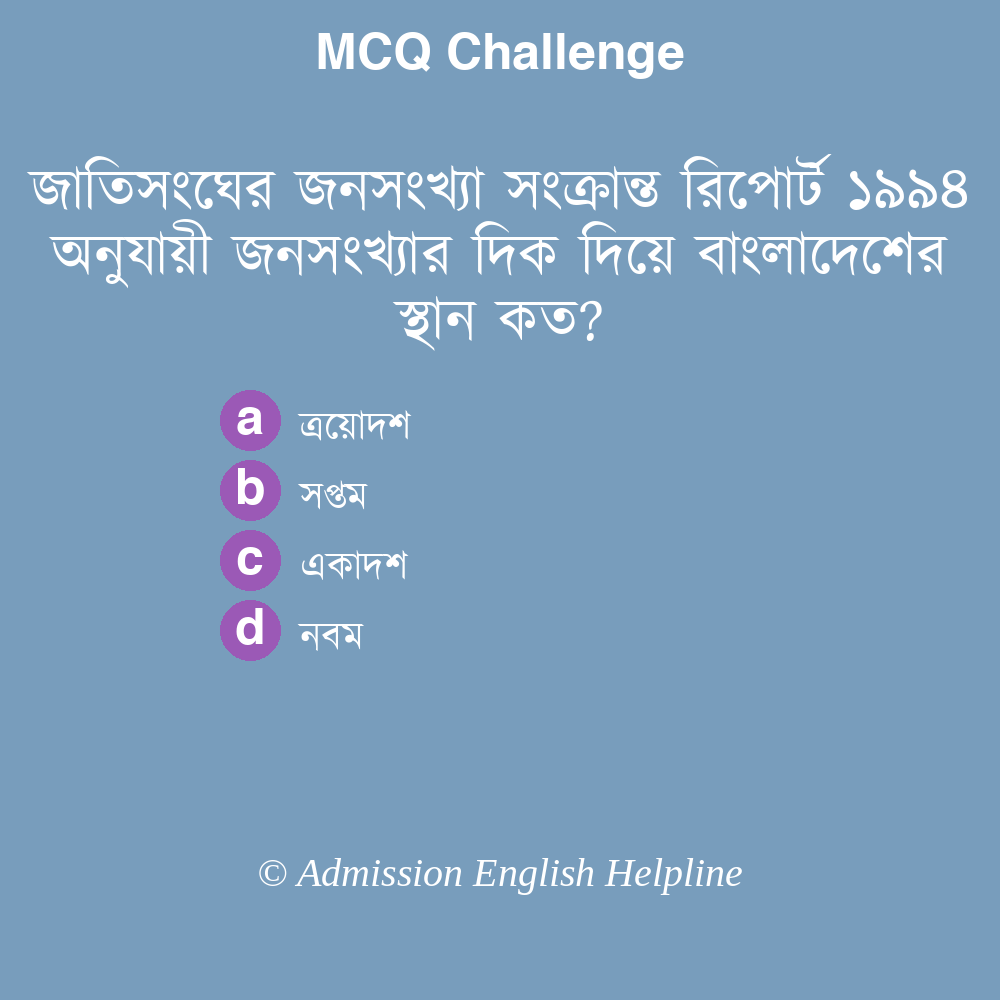 MCQ Challenge
জাতিসংঘের জনসংখ্যা সংক্রান্ত রিপোর্ট ১৯৯৪
অনুযায়ী জনসংখ্যার দিক দিয়ে বাংলাদেশের
স্থান কত?
a ত্রয়োদশ
b সপ্তম
c একাদশ
d নবম
© Admission English Helpline